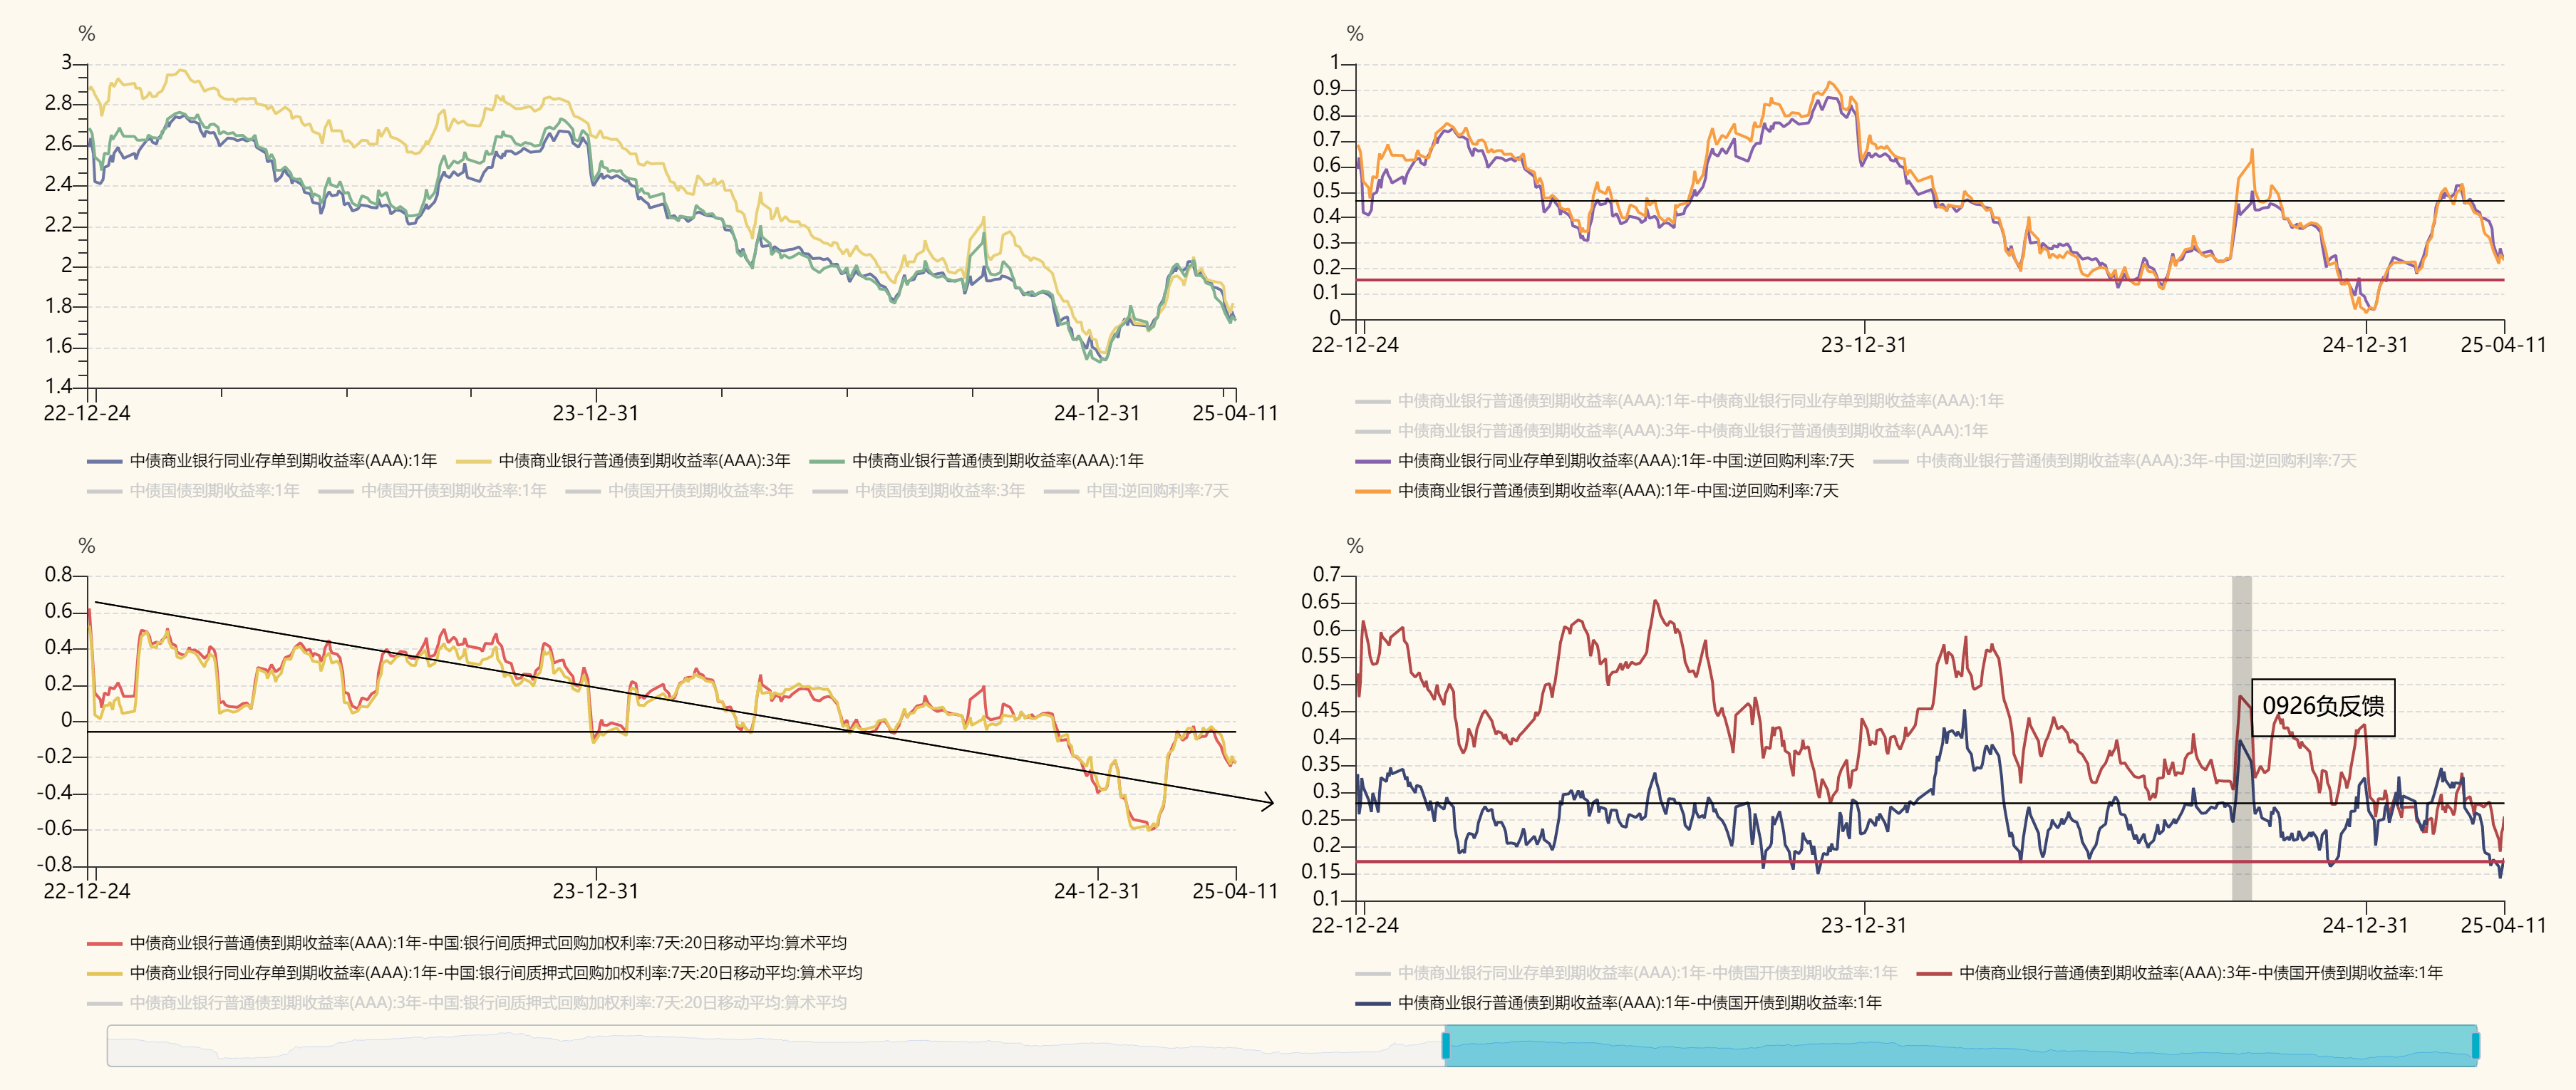 %
3
2.8
2.6
2.4
2.2
2
1.8
1.6
1.4
22-12-24 23-12-31 24-12-31 25-04-11
中债商业银行同业存单到期收益率(AAA):1年 中债商业银行普通债到期收益率(AAA):3年 中债商业银行普通债到期收益率(AAA):1年
中债国债到期收益率:1年 中债国开债到期收益率:1年 中债国开债到期收益率:3年 中债国债到期收益率:3年 中国:逆回购利率:7天
%
1
0.9
0.8
0.7
0.6
0.5
0.4
0.3
0.2
0.1
0
22-12-24 23-12-31 24-12-31 25-04-11
中债商业银行普通债到期收益率(AAA):1年-中债商业银行同业存单到期收益率(AAA):1年
中债商业银行普通债到期收益率(AAA):3年-中债商业银行普通债到期收益率(AAA):1年
中债商业银行同业存单到期收益率(AAA):1年-中国:逆回购利率:7天 中债商业银行普通债到期收益率(AAA):3年-中国:逆回购利率:7天
中债商业银行普通债到期收益率(AAA):1年-中国:逆回购利率:7天
%
0.8
0.6
0.4
0.2
0
-0.2
-0.4
-0.6
-0.8
22-12-24 23-12-31 24-12-31 25-04-11
中债商业银行普通债到期收益率(AAA):1年-中国:银行间质押式回购加权利率:7天:20日移动平均:算术平均
中债商业银行同业存单到期收益率(AAA):1年-中国:银行间质押式回购加权利率:7天:20日移动平均:算术平均
中债商业银行普通债到期收益率(AAA):3年-中国:银行间质押式回购加权利率:7天:20日移动平均:算术平均
%
0.7
0.65
0.6
0.55
0.5
0.45
0.4
0.35
0.3
0.25
0.2
0.15
0.1
0926负反馈
22-12-24 23-12-31 24-12-31 25-04-11
中债商业银行同业存单到期收益率(AAA):1年-中债国开债到期收益率:1年 中债商业银行普通债到期收益率(AAA):3年-中债国开债到期收益率:1年
中债商业银行普通债到期收益率(AAA):1年-中债国开债到期收益率:1年